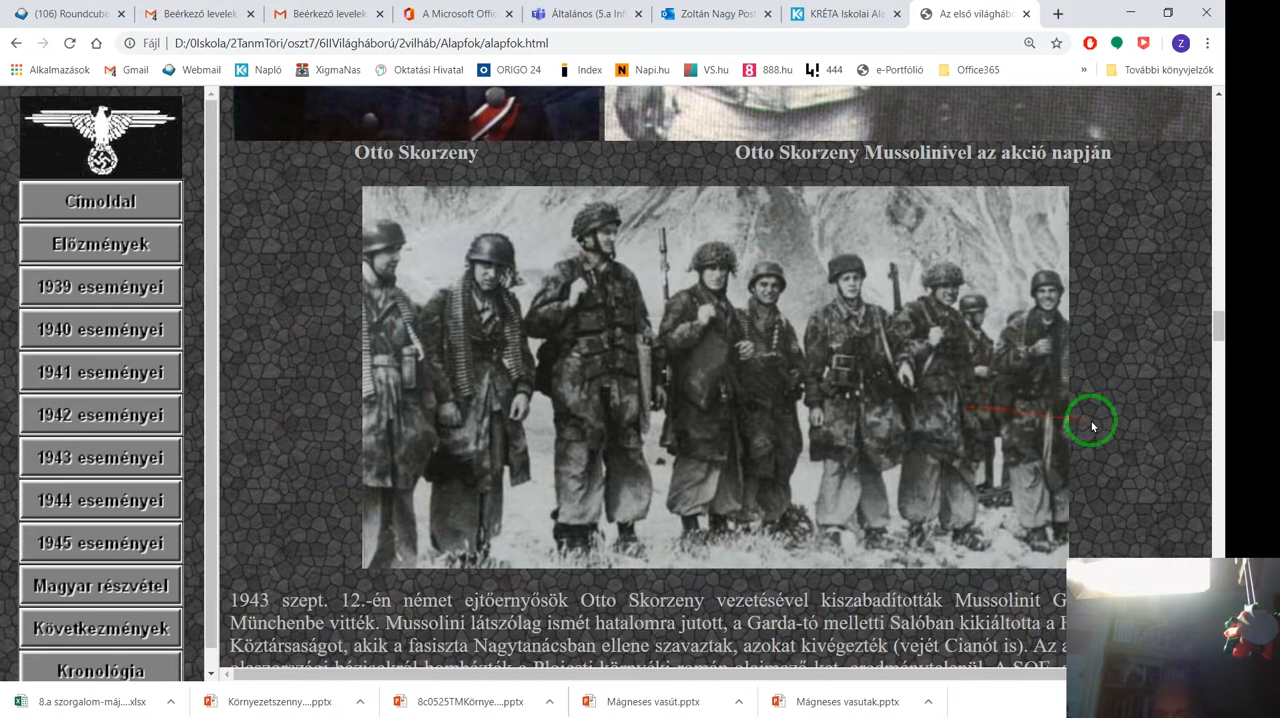 (106) Roundcube
Beérkező levelek
Beérkező levelek
A Microsoft Offic
Általános (5.a Inf
Zoltán Nagy Post
KRÉTA Iskolai Ala
Az első világhábo
Fájl
D:/0Iskola/2TanmTöri/oszt7/6IIVilágháború/2vilháb/Alapfok/alapfok.html
Z
Alkalmazások
Gmail
Webmail
Napló
XigmaNas
Oktatási Hivatal
ORIGO 24
Index
Napi.hu
VS.hu
888.hu
444
e-Portfólió
Office365
»
További könyvjelzők
Címoldal
Előzmények
1939 eseményei
1940 eseményei
1941 eseményei
1942 eseményei
1943 eseményei
1944 eseményei
1945 eseményei
Magyar részvétel
Következmények
Kronológia
Otto Skorzeny
Otto Skorzeny Mussolinivel az akció napján
1943 szept. 12.-én német ejtőernyősök Otto Skorzeny vezetésével kiszabadították Mussolinit G
Münchenbe vitték. Mussolini látszólag ismét hatalomra jutott, a Garda-tó melletti Salóban kikiáltotta a
Köztársaságot, akik a fasiszta Nagytanácsban ellene szavaztak, azokat kivégezték (vejét Cianót is). Az
8.a szorgalom-máj....xlsx
Környezetszenny....pptx
8c0525TMKörnye....pptx
Mágneses vasút.pptx
Mágneses vasutak.pptx